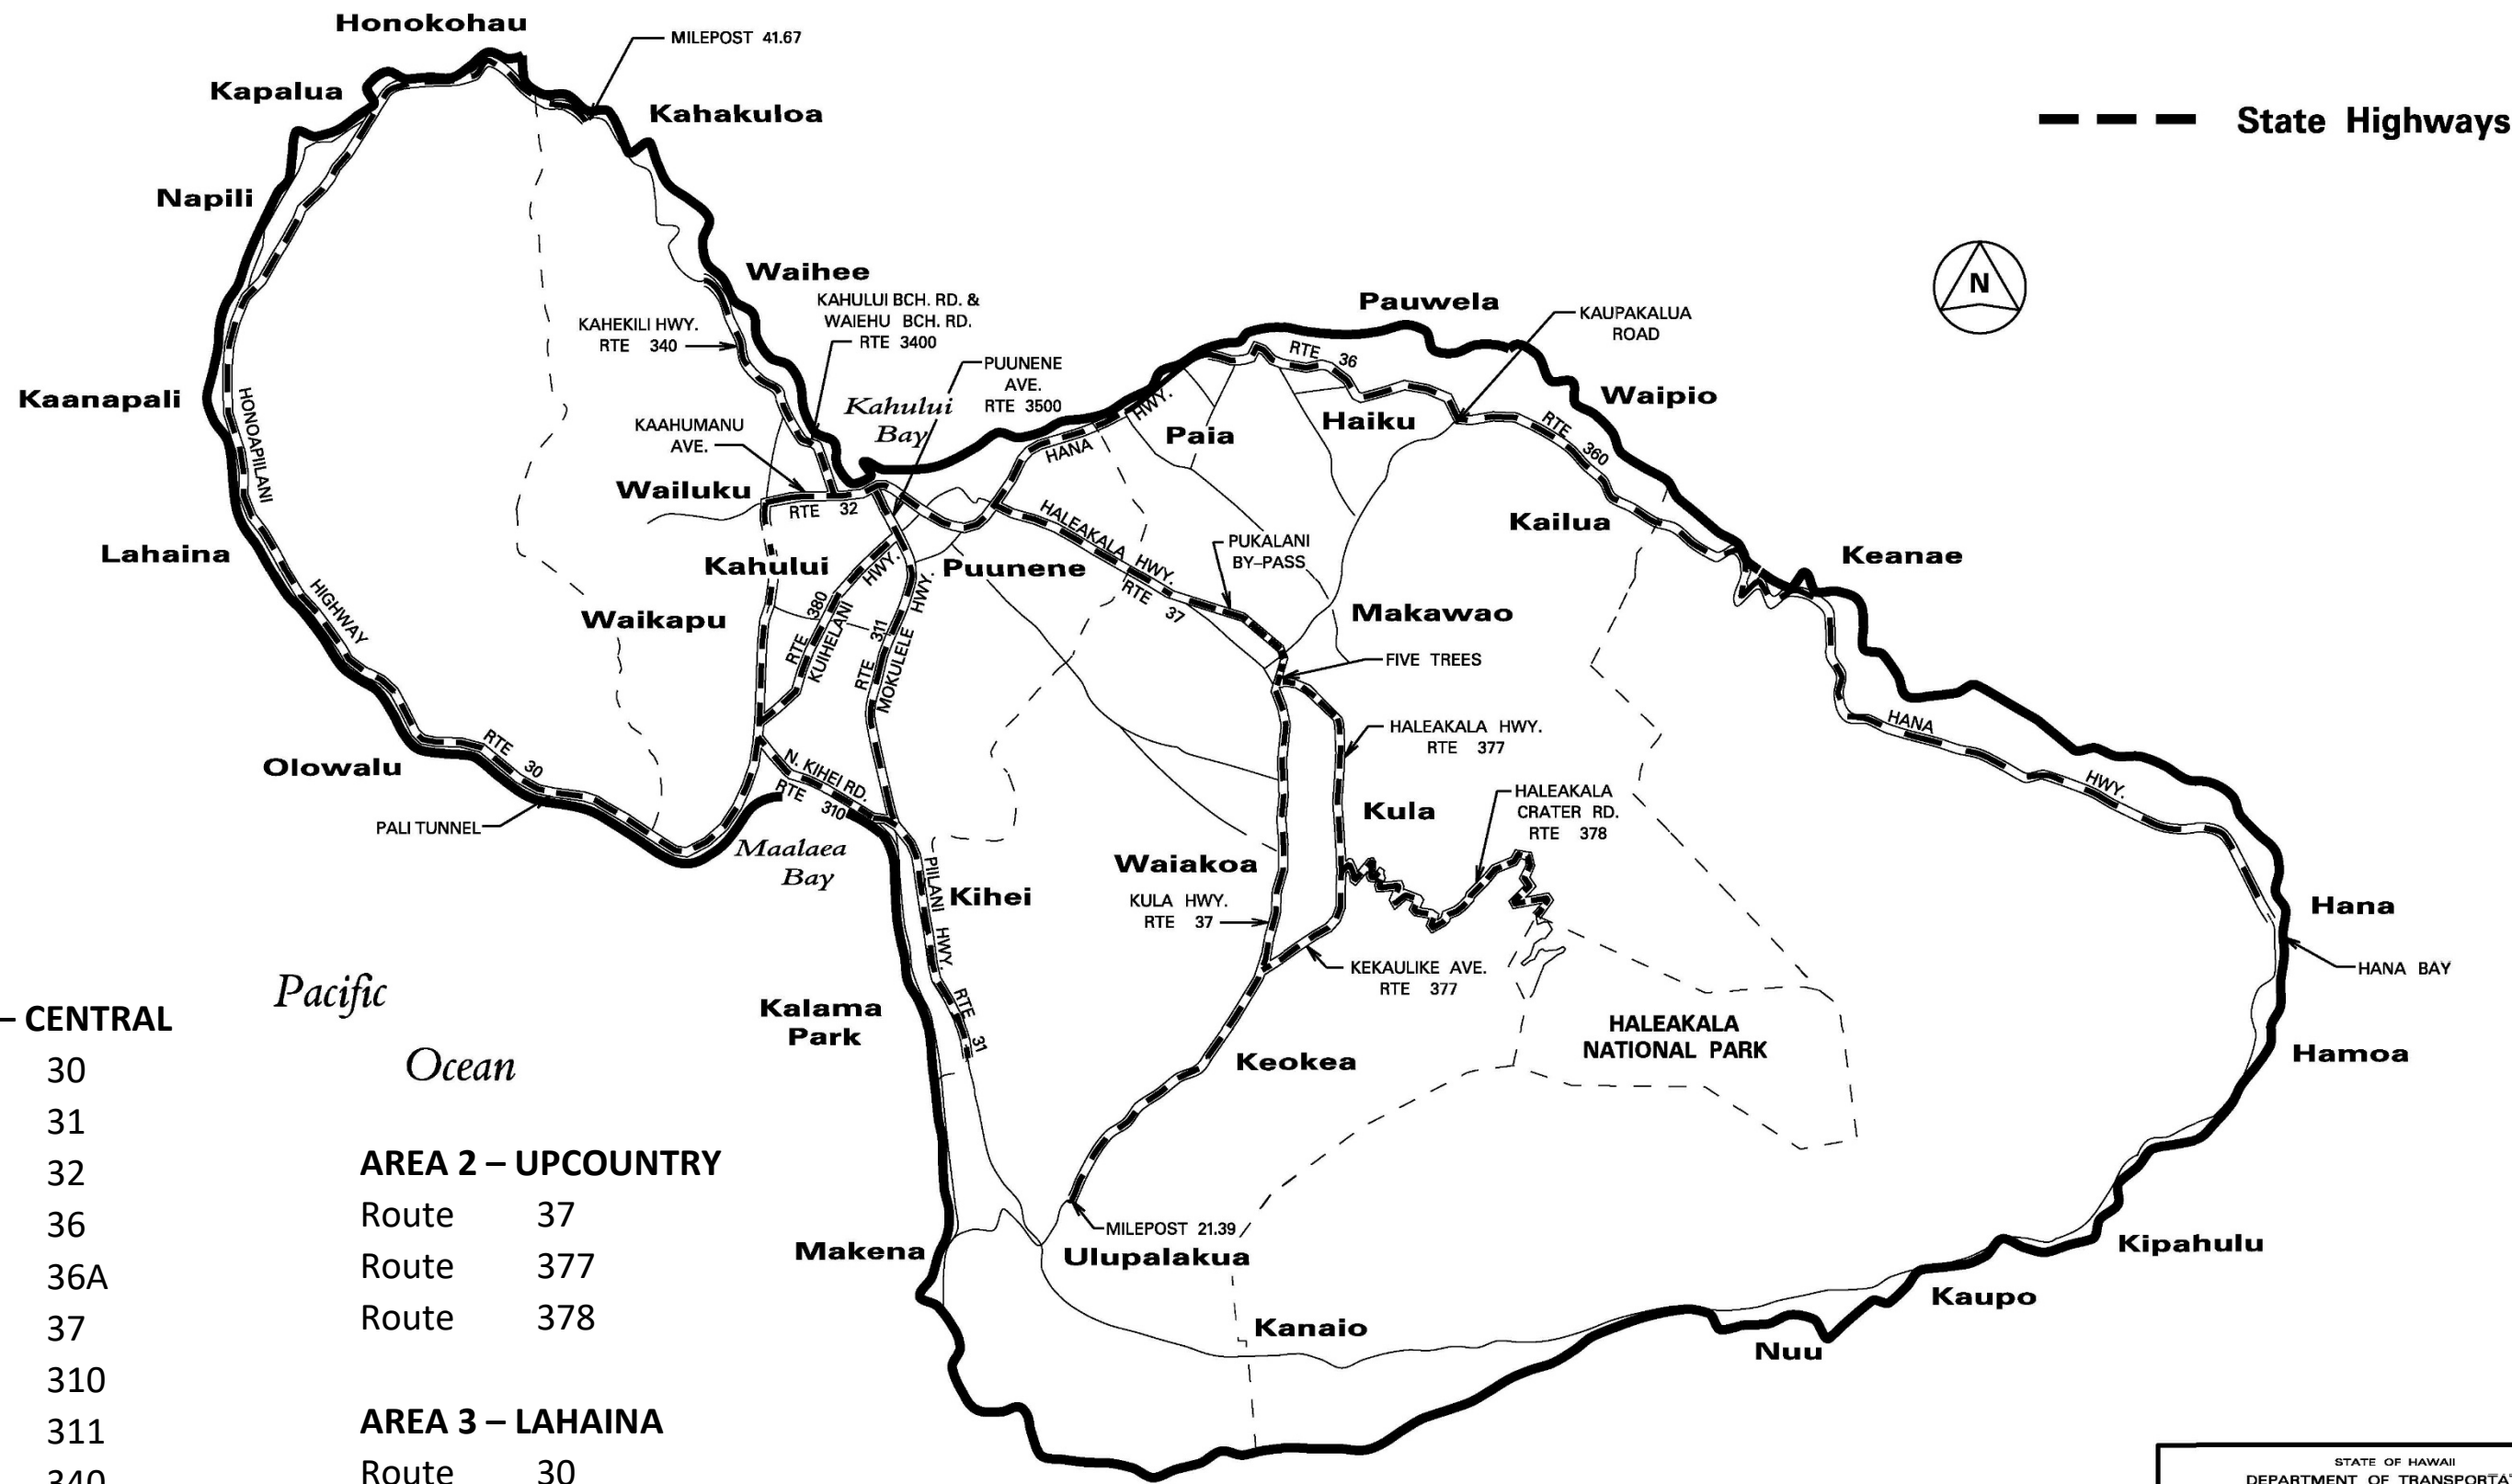 Honokohau
MILEPOST 41.67
Kapalua
Kahakuloa
State Highways
Napili
Waihee
KAHULUI BCH. RD. &
WAIEHU BCH. RD.
RTE 3400
KAHEKILI HWY.
RTE 340
Pauwela
KAUPAKALUA
ROAD
N
PUUNENE
AVE.
RTE 3500
RTE 36
Kaanapali
HONOAPIILANI
Kahului
Bay
HWY.
Waipio
KAAHUMANU
AVE.
HANA
Paia
Haiku
RTE 360
Wailuku
RTE 32
HALEAKALA HWY.
RTE 37
Kailua
Lahaina
Kahului
HWY.
Puunene
PUKALANI
BY-PASS
Keanae
HIGHWAY
Waikapu
RTE 380
KUIHELANI
RTE 311
MOKULELE HWY.
Makawao
FIVE TREES
HALEAKALA HWY.
RTE 377
HANA
Olowalu
RTE 30
N. KIHEI RD.
RTE 310
HWY.
PALI TUNNEL
Maalaea
Bay
Kula
HALEAKALA
CRATER RD.
RTE 378
Waiakoa
PIILANI HWY.
Kihei
KULA HWY.
RTE 37
Hana
HANA BAY
KEKAULIKE AVE.
RTE 377
Pacific
Ocean
Kalama
Park
RTE 31
HALEAKALA
NATIONAL PARK
Keokea
Hamoa
MILEPOST 21.39
Makena
Ulupalakua
Kipahulu
Kaupo
Kanaio
Nuu
– CENTRAL
30
31
32
36
36A
37
310
311
340
AREA 2 – UPCOUNTRY
Route 37
Route 377
Route 378
AREA 3 – LAHAINA
Route 30
STATE OF HAWAII
DEPARTMENT OF